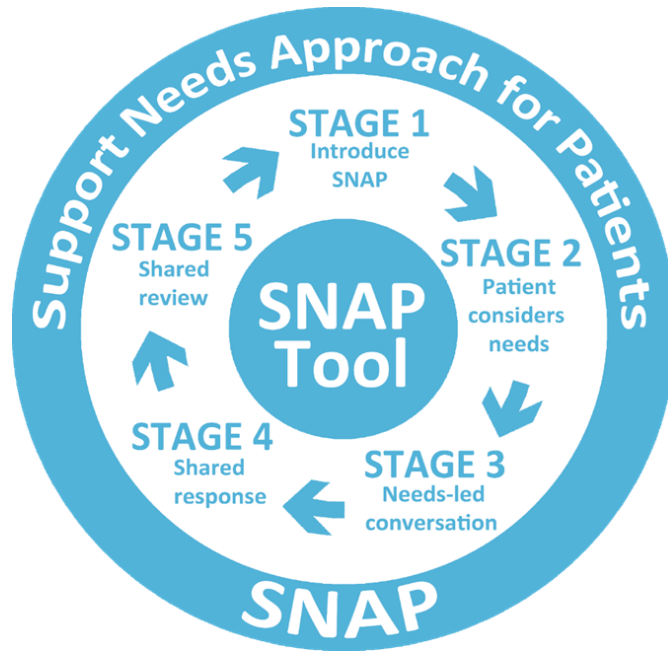 Support Needs Approach for Patients
STAGE 1
Introduce
SNAP
STAGE 2
Patient
considers
needs
STAGE 3
Needs-led
conversation
STAGE 4
Shared
response
STAGE 5
Shared
review
SNAP
Tool
SNAP